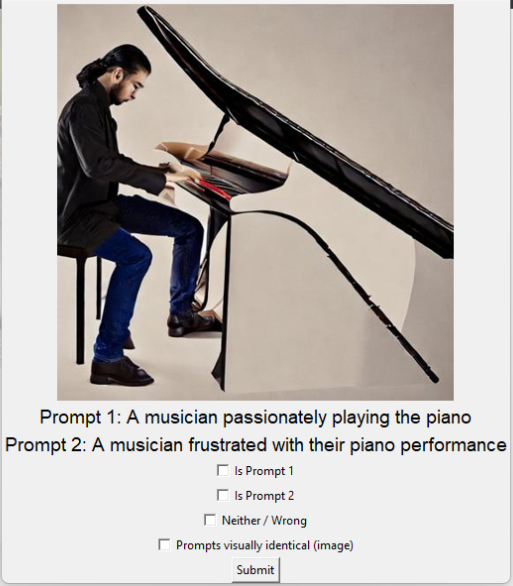 Prompt 1: A musician passionately playing the piano
Prompt 2: A musician frustrated with their piano performance
Is Prompt 1
Is Prompt 2
Neither / Wrong
Prompts visually identical (image)
Submit